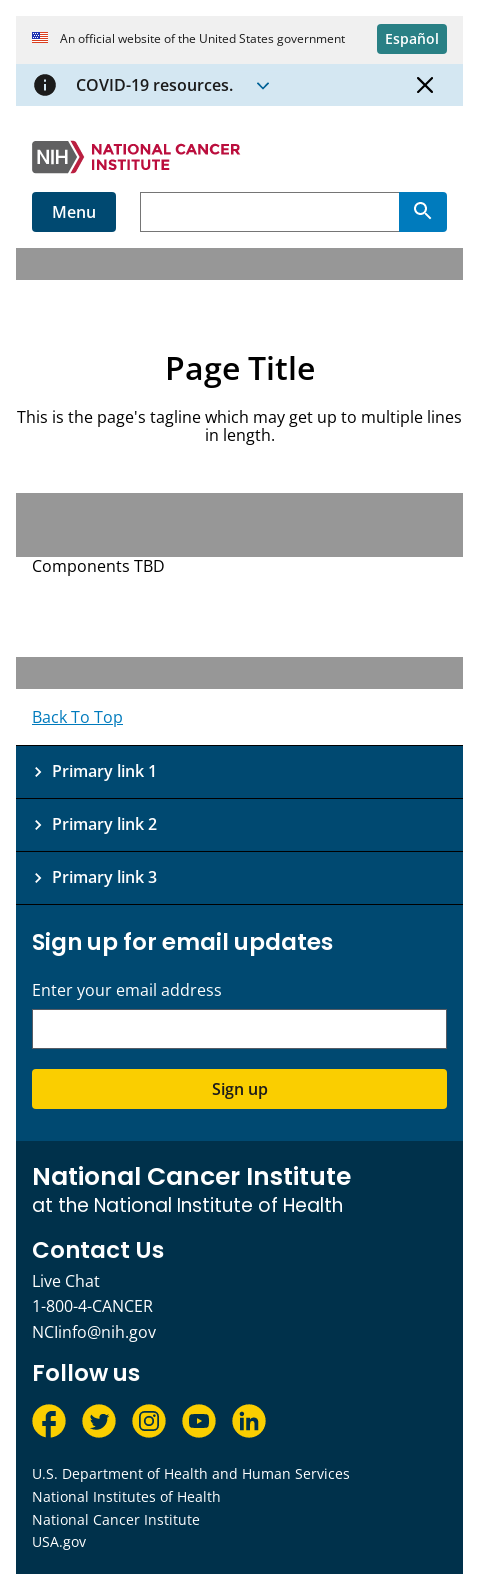 An official website of the United States government
Español
COVID-19 resources.
NIH NATIONAL CANCER
INSTITUTE
Menu
Page Title
This is the page's tagline which may get up to multiple lines
in length.
Components TBD
Back To Top
Primary link 1
Primary link 2
Primary link 3
Sign up for email updates
Enter your email address
Sign up
National Cancer Institute
at the National Institute of Health
Contact Us
Live Chat
1-800-4-CANCER
NCIinfo@nih.gov
Follow us
U.S. Department of Health and Human Services
National Institutes of Health
National Cancer Institute
USA.gov